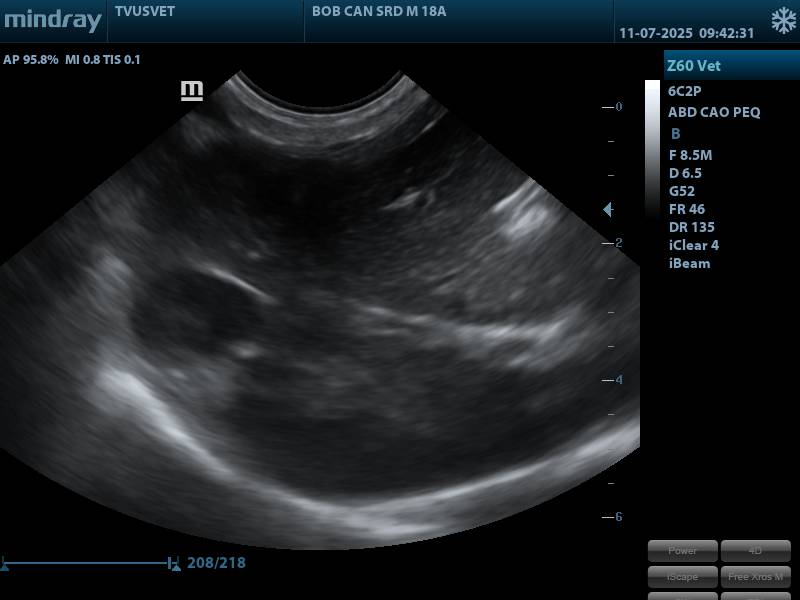 mindray TVUSVET BOB CAN SRD M 18A
11-07-2025 09:42:31
AP 95.8% MI 0.8 TIS 0.1
m
Z60 Vet
6C2P
ABD CAO PEQ
B
F 8.5M
D 6.5
G52
FR 46
DR 135
iClear 4
iBeam
0
2
4
6
208/218
Power 4D
iScape Free Xros M